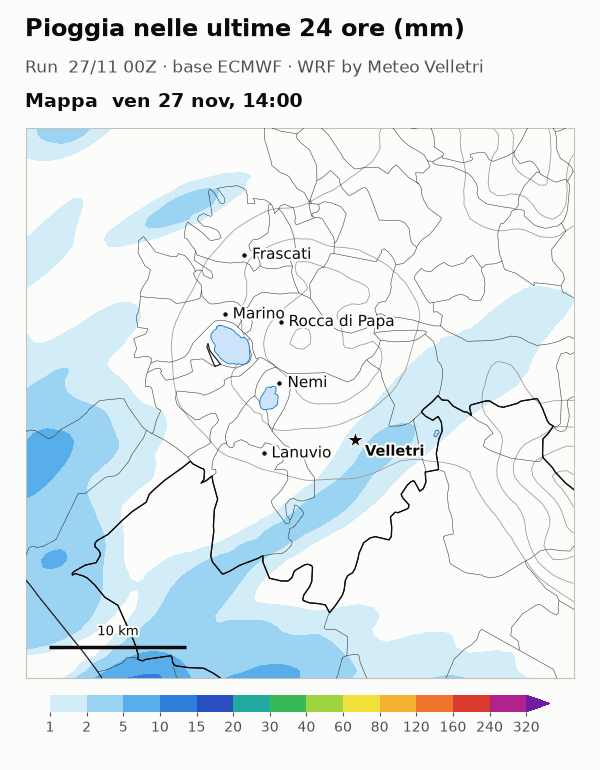 Pioggia nelle ultime 24 ore (mm)
Run 27/11 00Z · base ECMWF · WRF by Meteo Velletri
Mappa ven 27 nov, 14:00
Frascati
Marino
Rocca di Papa
Nemi
Lanuvio
Velletri
10 km
1 2 5 10 15 20 30 40 60 80 120 160 240 320